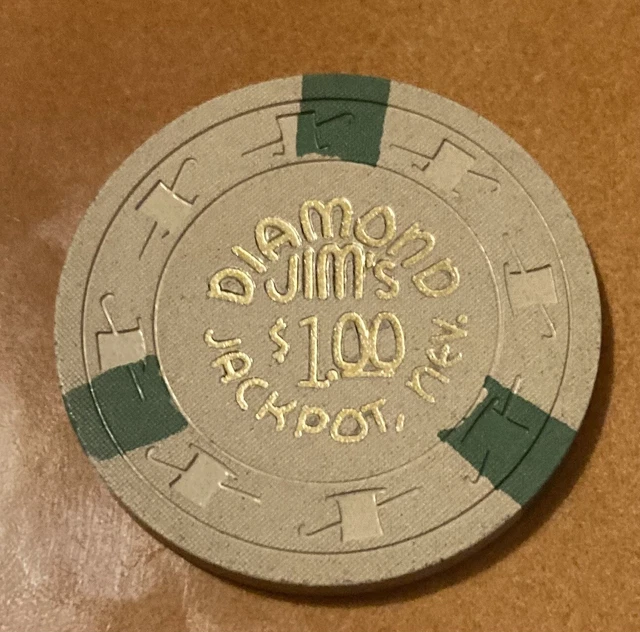 DIAMOND
JIM'S
$1.00
JACKPOT, NEV.